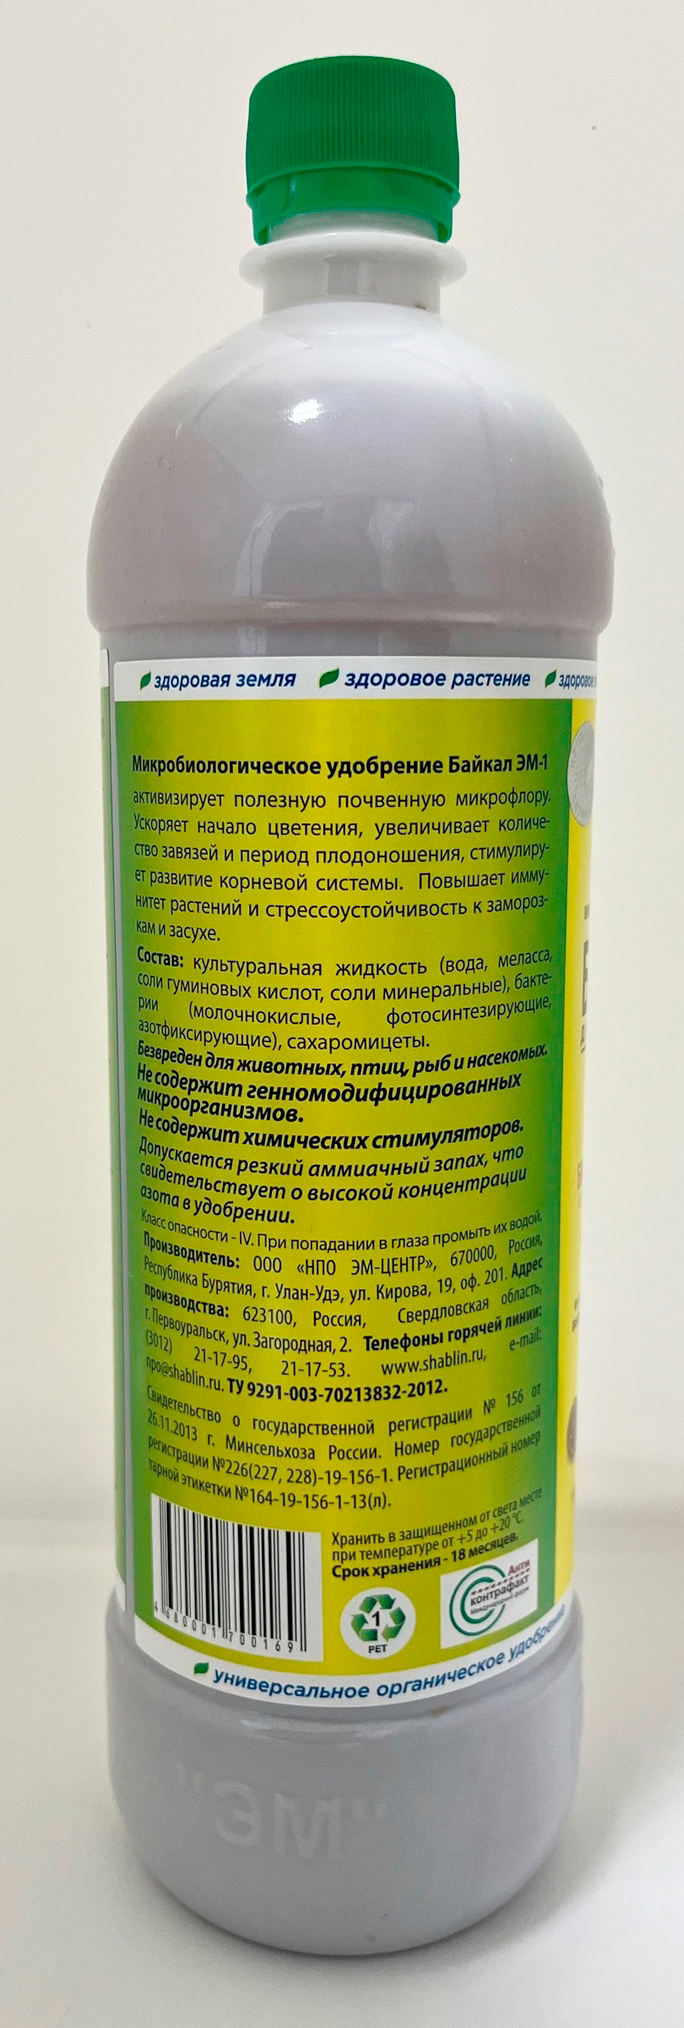 здоровая земля здоровое растение здоровое
Микробиологическое удобрение Байкал ЭМ-1
активизирует полезную почвенную микрофлору.
Ускоряет начало цветения, увеличивает количе-
ство завязей и период плодоношения, стимулиру-
ет развитие корневой системы. Повышает имму-
нитет растений и стрессоустойчивость к замороз-
кам и засухе.
Состав: культуральная жидкость (вода, меласса,
соли гуминовых кислот, соли минеральные), бакте-
рии (молочнокислые, фотосинтезирующие,
азотфиксирующие), сахаромицеты.
Безвреден для животных, птиц, рыб и насекомых.
Не содержит генномодифицированных
микроорганизмов.
Не содержит химических стимуляторов.
Допускается резкий аммиачный запах, что
свидетельствует о высокой концентрации
азота в удобрении.
Класс опасности - IV. При попадании в глаза промыть их водой.
Производитель: ООО «НПО ЭМ-ЦЕНТР», 670000, Россия,
Республика Бурятия, г. Улан-Удэ, ул. Кирова, 19, оф. 201. Адрес
производства: 623100, Россия, Свердловская область,
г. Первоуральск, ул. Загородная, 2. Телефоны горячей линии:
(3012) 21-17-95, 21-17-53. www.shablin.ru, e-mail:
npo@shablin.ru. ТУ 9291-003-70213832-2012.
Свидетельство о государственной регистрации № 156 от
26.11.2013 г. Минсельхоза России. Номер государственной
регистрации №226(227, 228)-19-156-1. Регистрационный номер
тарной этикетки №164-19-156-1-13(л).
Хранить в защищенном от света месте
при температуре от +5 до +20 °С.
Срок хранения - 18 месяцев.
4 680001 700169
1
PET
Анти
контрафакт
Международный форум
универсальное органическое удобрение
"ЭМ"